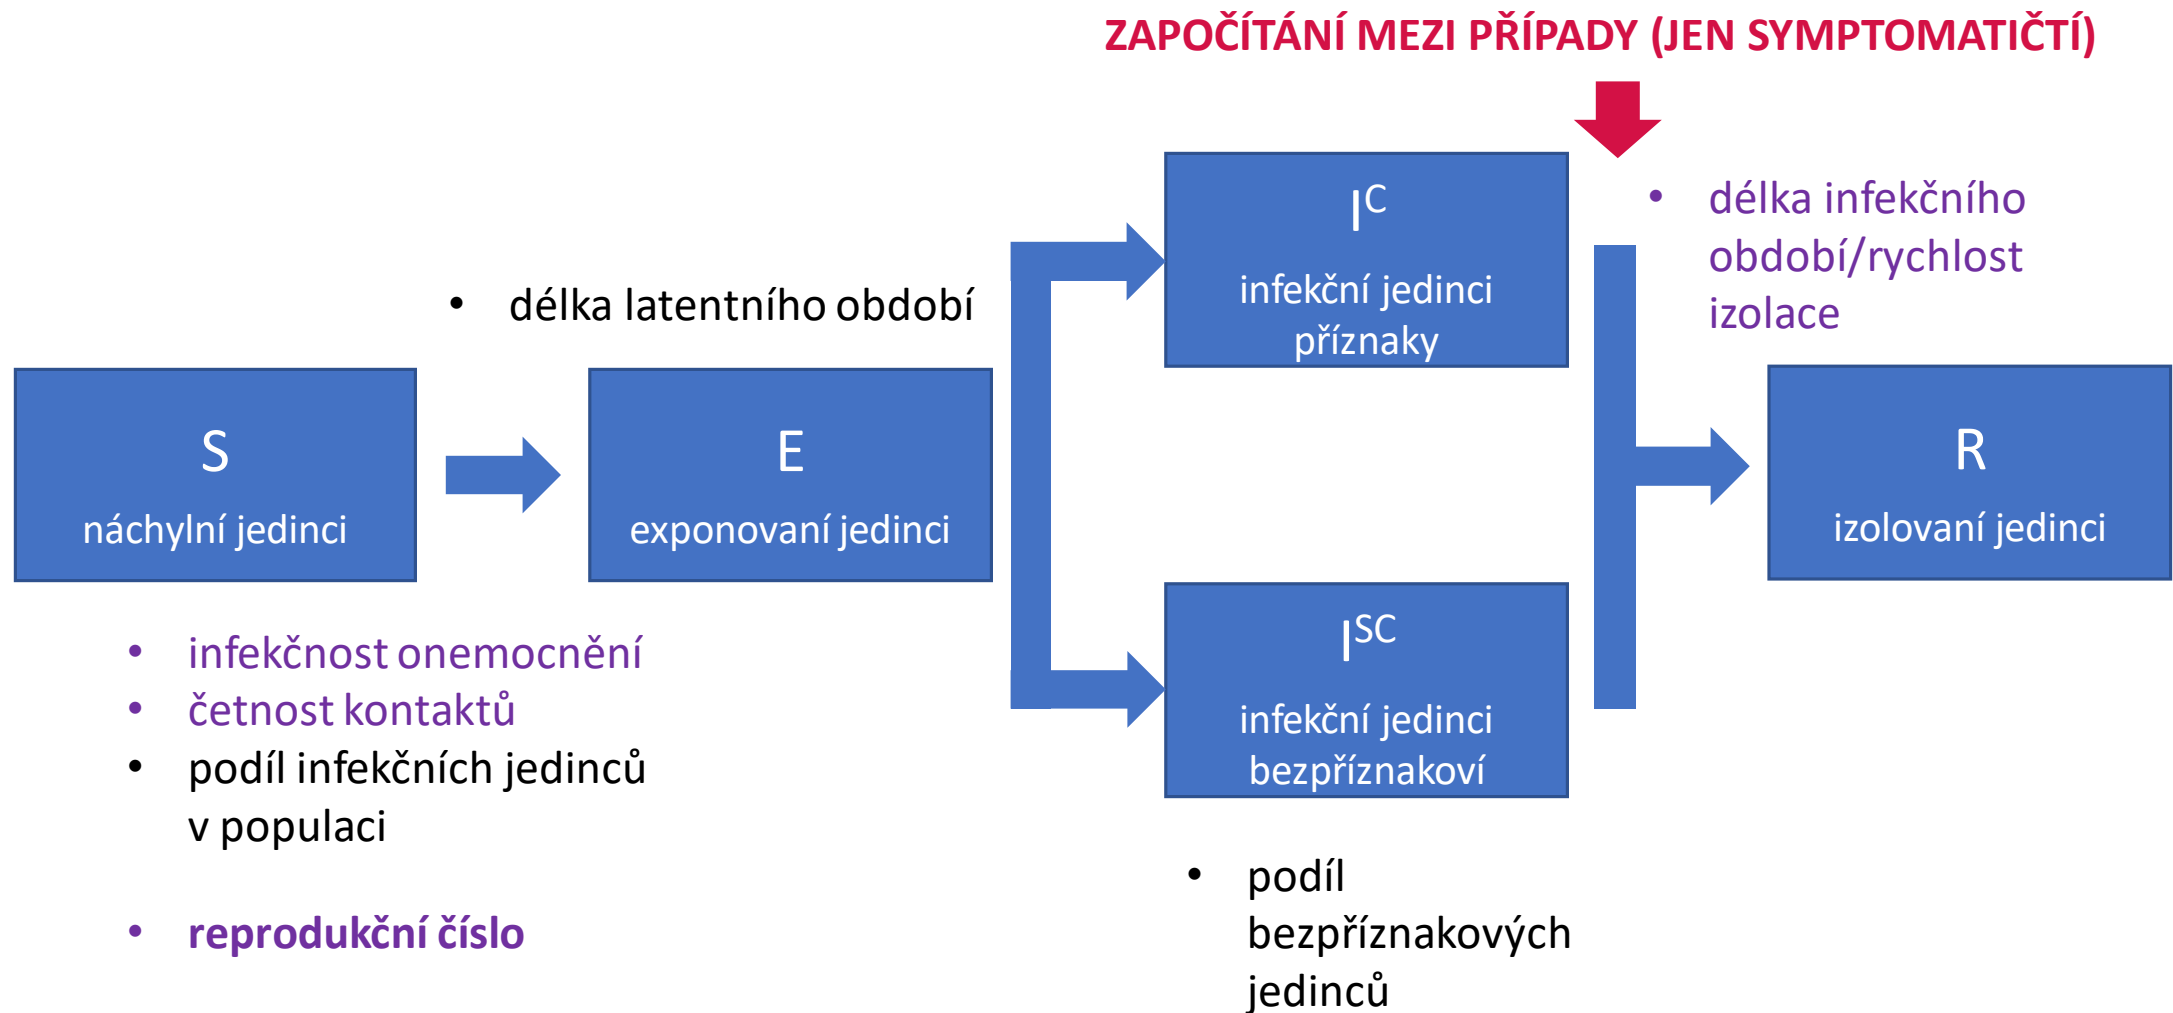 ZAPOČÍTÁNÍ MEZI PŘÍPADY (JEN SYMPTOMATIČTÍ)
• délka latentního období
S
náchylní jedinci
E
exponovaní jedinci
I^C
infekční jedinci
příznaky
I^SC
infekční jedinci
bezpříznakoví
• délka infekčního
období/rychlost
izolace
R
izolovaní jedinci
• infekčnost onemocnění
• četnost kontaktů
• podíl infekčních jedinců
v populaci
• reprodukční číslo
• podíl
bezpříznakových
jedinců